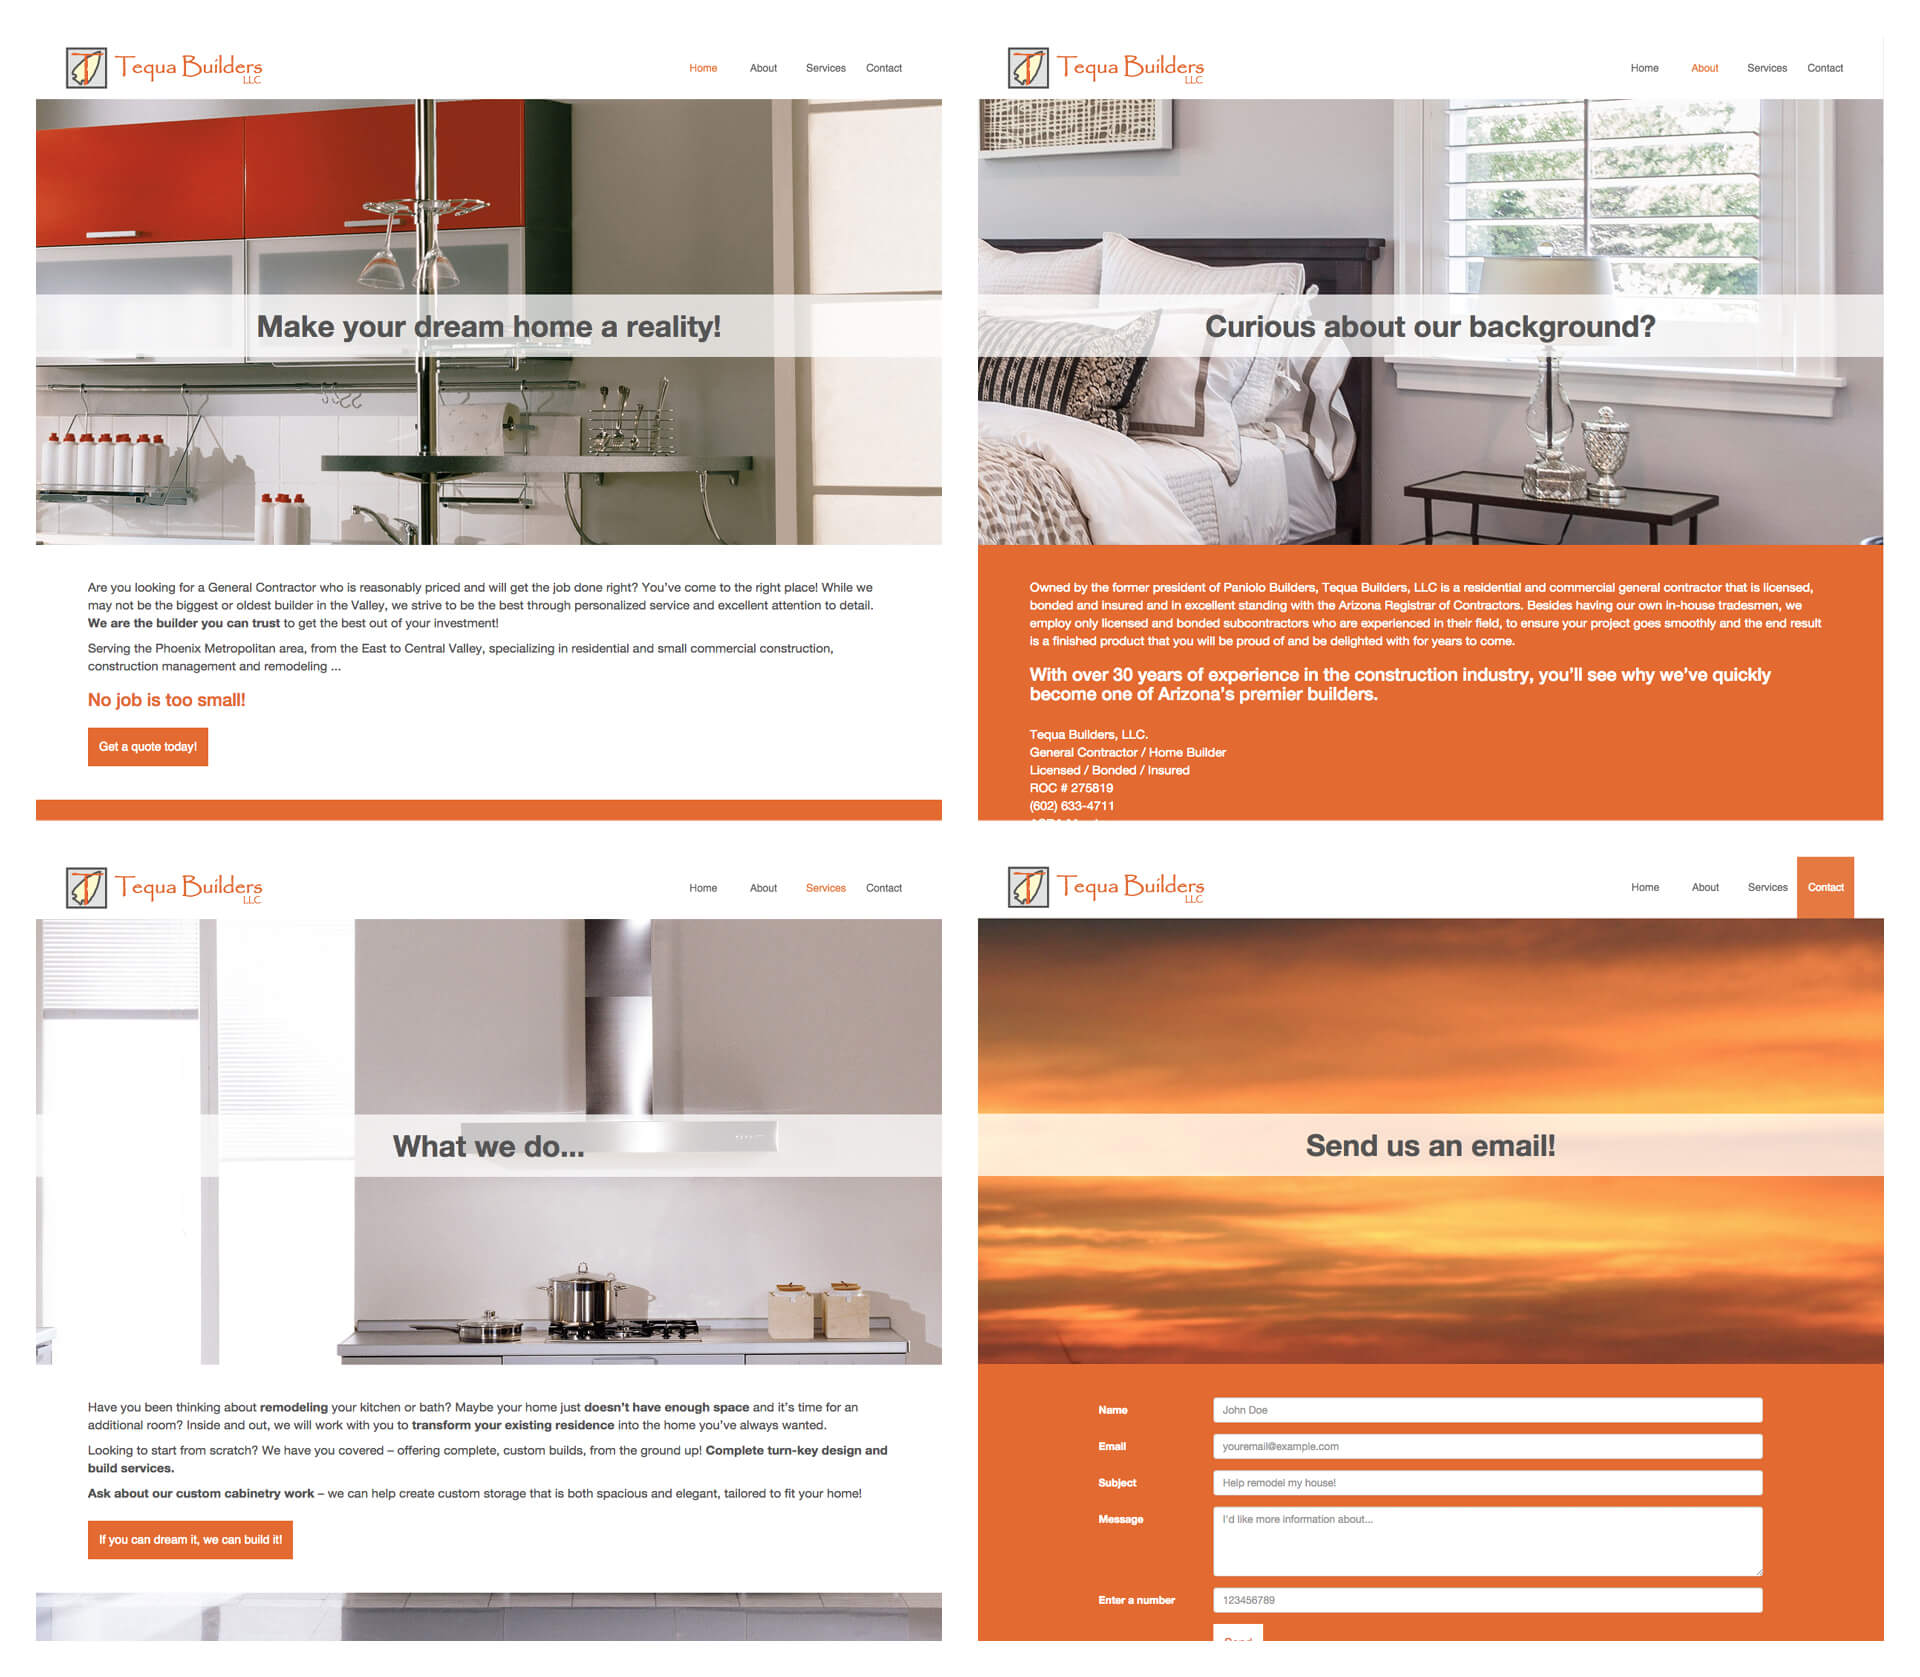 Tequa Builders
LLC
Home About Services Contact
Make your dream home a reality!
Are you looking for a General Contractor who is reasonably priced and will get the job done right? You've come to the right place! While we
may not be the biggest or oldest builder in the Valley, we strive to be the best through personalized service and excellent attention to detail.
We are the builder you can trust to get the best out of your investment!
Serving the Phoenix Metropolitan area, from the East to Central Valley, specializing in residential and small commercial construction,
construction management and remodeling ...
No job is too small!
Get a quote today!
Tequa Builders
LLC
Home About Services Contact
Curious about our background?
Owned by the former president of Paniolo Builders, Tequa Builders, LLC is a residential and commercial general contractor that is licensed,
bonded and insured and in excellent standing with the Arizona Registrar of Contractors. Besides having our own in-house tradesmen, we
employ only licensed and bonded subcontractors who are experienced in their field, to ensure your project goes smoothly and the end result
is a finished product that you will be proud of and be delighted with for years to come.
With over 30 years of experience in the construction industry, you'll see why we've quickly
become one of Arizona's premier builders.
Tequa Builders, LLC.
General Contractor / Home Builder
Licensed / Bonded / Insured
ROC # 275819
(602) 633-4711
Tequa Builders
LLC
Home About Services Contact
What we do...
Have you been thinking about remodeling your kitchen or bath? Maybe your home just doesn't have enough space and it's time for an
additional room? Inside and out, we will work with you to transform your existing residence into the home you've always wanted.
Looking to start from scratch? We have you covered – offering complete, custom builds, from the ground up! Complete turn-key design and
build services.
Ask about our custom cabinetry work – we can help create custom storage that is both spacious and elegant, tailored to fit your home!
If you can dream it, we can build it!
Tequa Builders
LLC
Home About Services Contact
Send us an email!
Name John Doe
Email youremail@example.com
Subject Help remodel my house!
Message I'd like more information about...
Enter a number 123456789